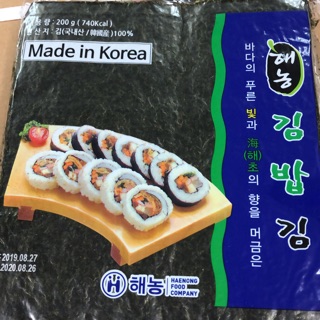 량 : 200 g ( 740Kcal )
산 지 : 김(국내산 / 韓國産) 100%
Made in Korea
해농
김밥김
바다의 푸른 빛과 海(해)초의 향을 머금은
2019.08.27
2020.08.26
해농 HAENONG
FOOD
COMPANY